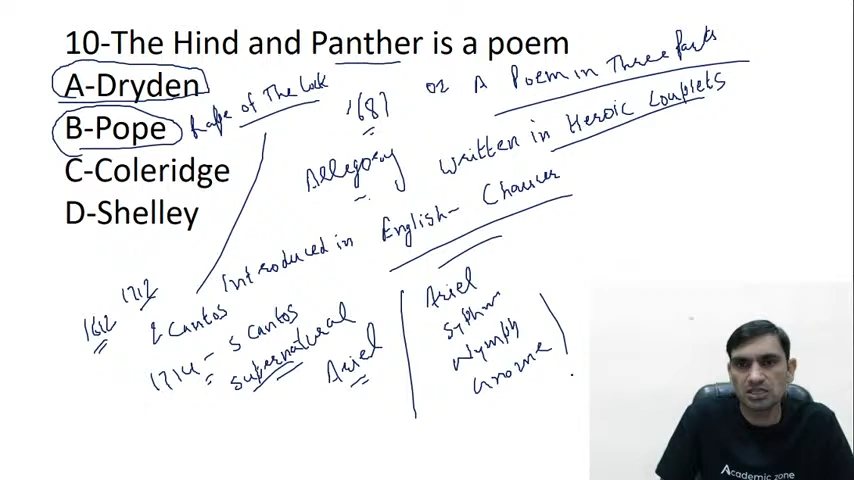 10-The Hind and Panther is a poem
A-Dryden
or A Poem in Three parts
B-Pope
Rape of The Lock
1687
Allegory written in Heroic Couplets
C-Coleridge
D-Shelley
Introduced in English- Chaucer
1612
1712
2 Cantos
1714 - 5 Cantos
supernatural
Ariel
Ariel
Sylphs
Nymph
Gnome
Academic zone